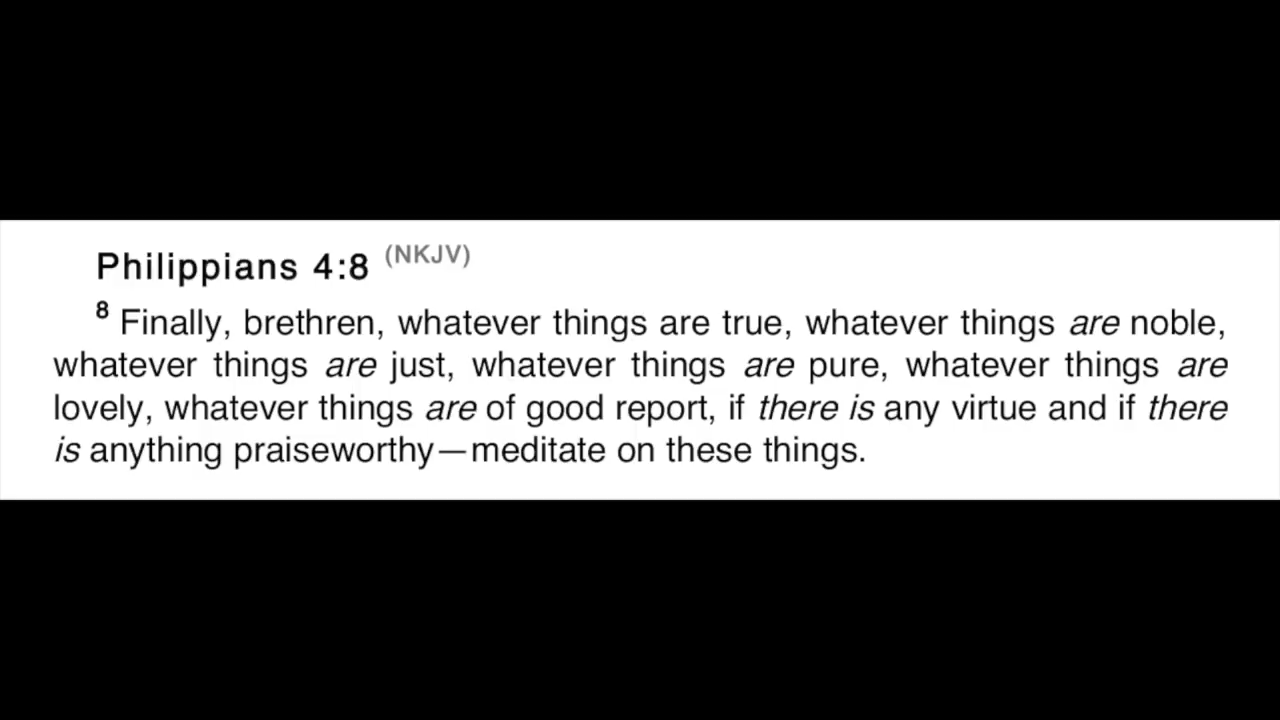 Philippians 4:8 (NKJV)
8 Finally, brethren, whatever things are true, whatever things are noble,
whatever things are just, whatever things are pure, whatever things are
lovely, whatever things are of good report, if there is any virtue and if there
is anything praiseworthy—meditate on these things.